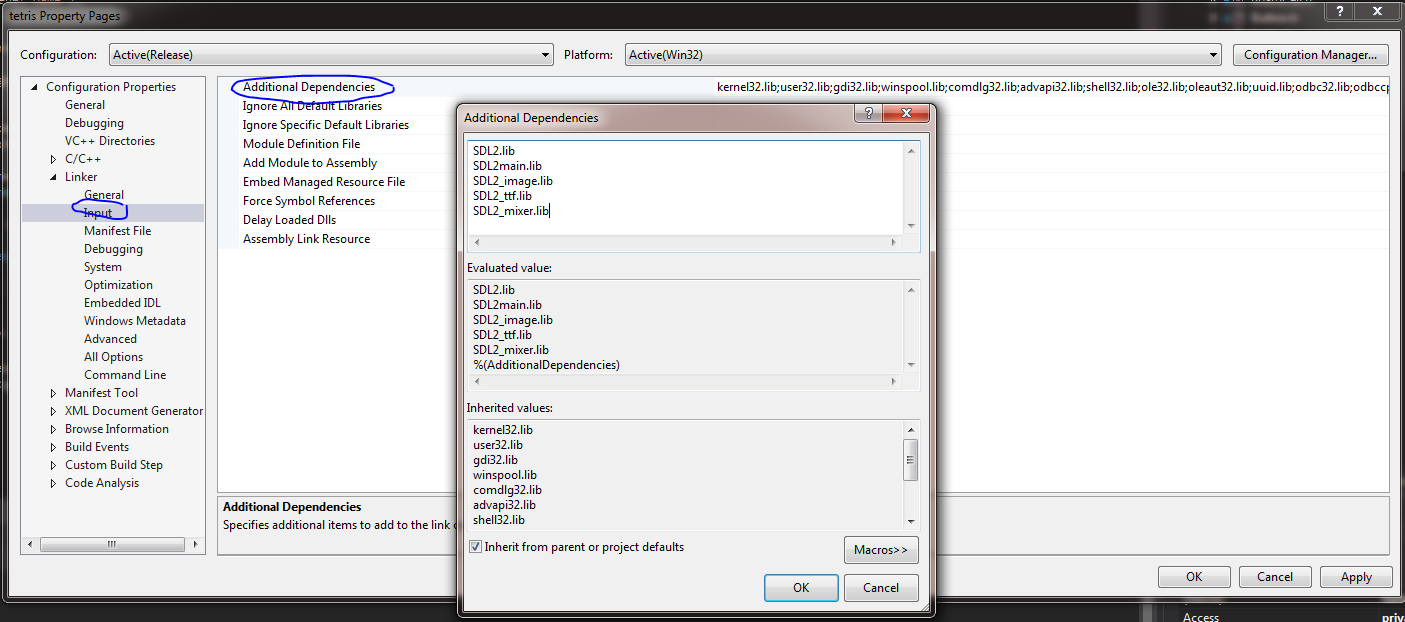 tetris Property Pages
Configuration:
Active(Release)
Platform:
Active(Win32)
Configuration Manager...
Configuration Properties
General
Debugging
VC++ Directories
C/C++
Linker
General
Input
Manifest File
Debugging
System
Optimization
Embedded IDL
Windows Metadata
Advanced
All Options
Command Line
Manifest Tool
XML Document Generator
Browse Information
Build Events
Custom Build Step
Code Analysis
Additional Dependencies
kernel32.lib;user32.lib;gdi32.lib;winspool.lib;comdlg32.lib;advapi32.lib;shell32.lib;ole32.lib;oleaut32.lib;uuid.lib;odbc32.lib;odbccp
Ignore All Default Libraries
Ignore Specific Default Libraries
Module Definition File
Add Module to Assembly
Embed Managed Resource File
Force Symbol References
Delay Loaded Dlls
Assembly Link Resource
Additional Dependencies
Specifies additional items to add to the link
Additional Dependencies
SDL2.lib
SDL2main.lib
SDL2_image.lib
SDL2_ttf.lib
SDL2_mixer.lib
Evaluated value:
SDL2.lib
SDL2main.lib
SDL2_image.lib
SDL2_ttf.lib
SDL2_mixer.lib
%(AdditionalDependencies)
Inherited values:
kernel32.lib
user32.lib
gdi32.lib
winspool.lib
comdlg32.lib
advapi32.lib
shell32.lib
Inherit from parent or project defaults
Macros>>
OK
Cancel
OK
Cancel
Apply
Access
priv